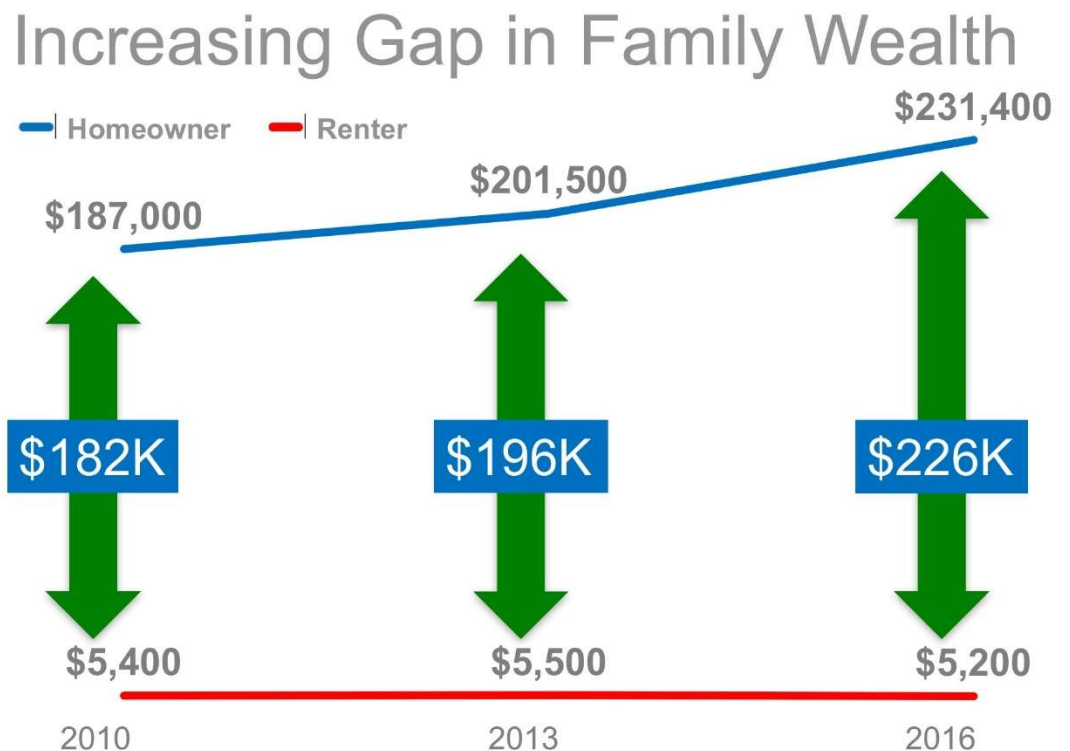 Increasing Gap in Family Wealth
Homeowner Renter
$231,400
$201,500
$187,000
$182K $196K $226K
$5,400 $5,500 $5,200
2010 2013 2016